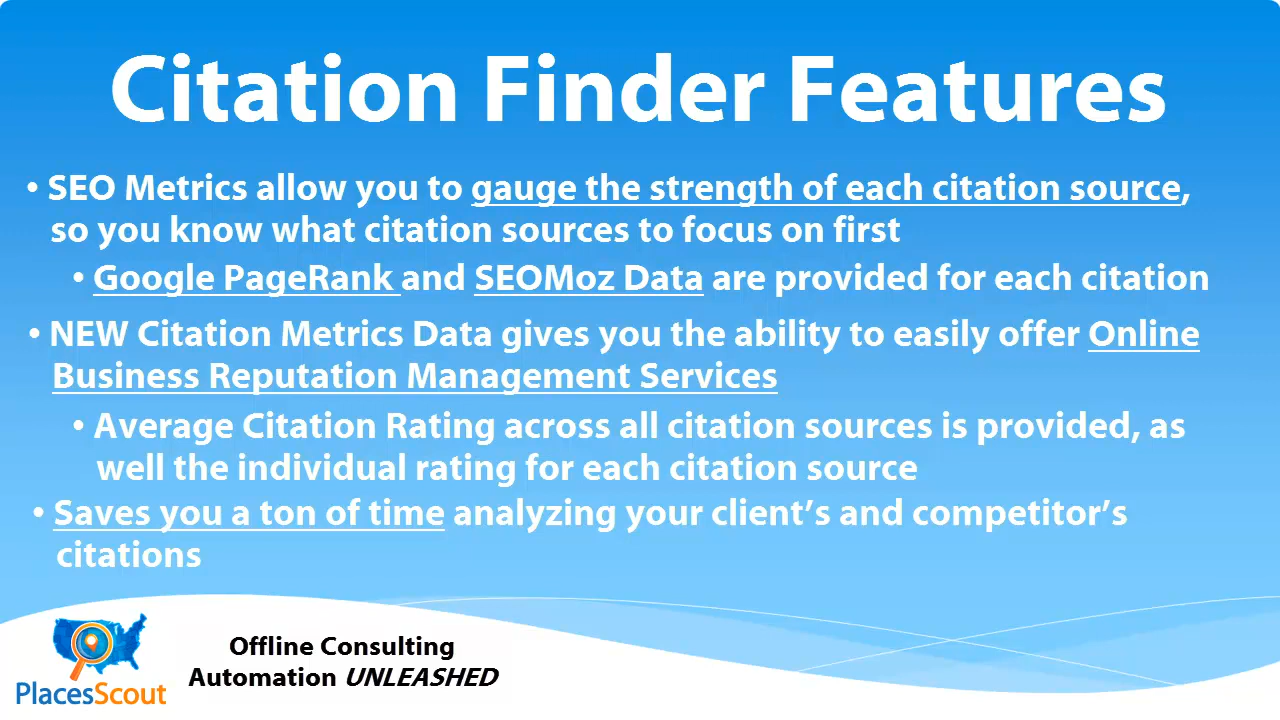 Citation Finder Features
• SEO Metrics allow you to gauge the strength of each citation source,
so you know what citation sources to focus on first
• Google PageRank and SEOMoz Data are provided for each citation
• NEW Citation Metrics Data gives you the ability to easily offer Online
Business Reputation Management Services
• Average Citation Rating across all citation sources is provided, as
well the individual rating for each citation source
• Saves you a ton of time analyzing your client’s and competitor’s
citations
Offline Consulting
Automation UNLEASHED
PlacesScout